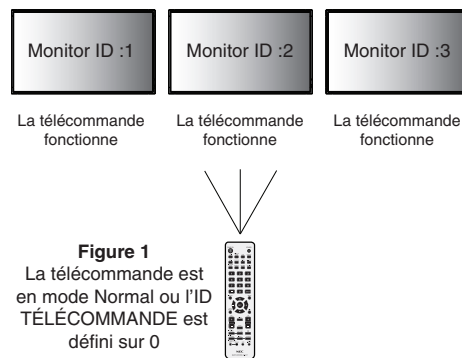 Monitor ID :1
Monitor ID :2
Monitor ID :3
La télécommande
fonctionne
La télécommande
fonctionne
La télécommande
fonctionne
Figure 1
La télécommande est
en mode Normal ou l’ID
TÉLÉCOMMANDE est
défini sur 0